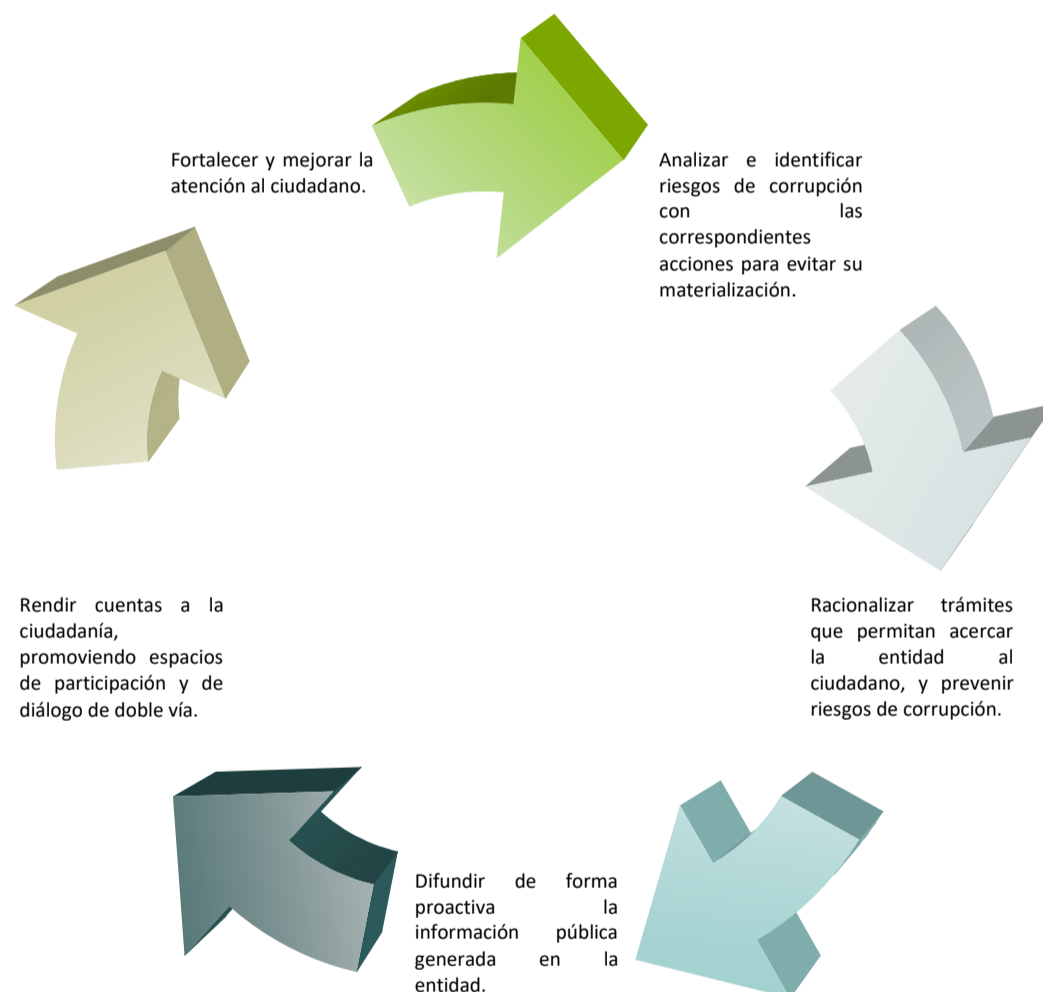 Fortalecer y mejorar la
atención al ciudadano.
Analizar e identificar
riesgos de corrupción
con las
correspondientes
acciones para evitar su
materialización.
Racionalizar trámites
que permitan acercar
la entidad al
ciudadano, y prevenir
riesgos de corrupción.
Difundir de forma
proactiva la
información pública
generada en la
entidad.
Rendir cuentas a la
ciudadanía,
promoviendo espacios
de participación y de
diálogo de doble vía.